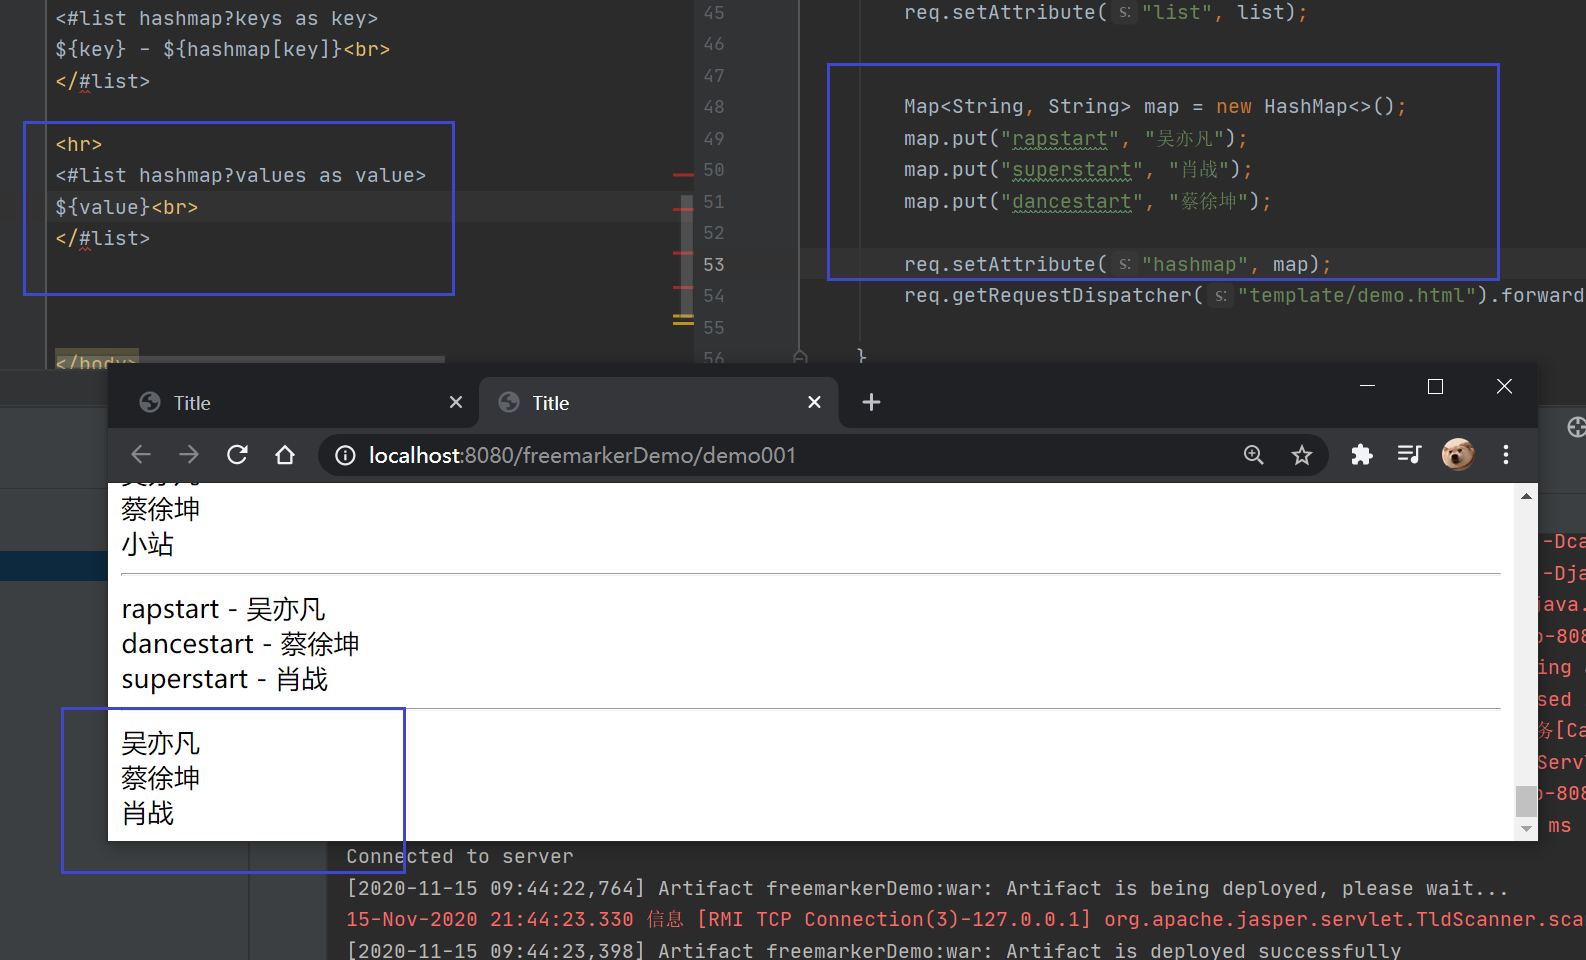 <#list hashmap?keys as key>
${key} - ${hashmap[key]}<br>
</#list>
<hr>
<#list hashmap?values as value>
${value}<br>
</#list>
</body>
45 req.setAttribute( s: "list", list);
46
47
48 Map<String, String> map = new HashMap<>();
49 map.put("rapstart", "吴亦凡");
50 map.put("superstart", "肖战");
51 map.put("dancestart", "蔡徐坤");
52
53 req.setAttribute( s: "hashmap", map);
54 req.getRequestDispatcher( s: "template/demo.html").forward
55
56 }
Title
Title
localhost:8080/freemarkerDemo/demo001
吴亦凡
蔡徐坤
小站
rapstart - 吴亦凡
dancestart - 蔡徐坤
superstart - 肖战
吴亦凡
蔡徐坤
肖战
-Dca
-Dja
java.
-808
ing
sed
务[Ca
Servl
-808
ms
Connected to server
[2020-11-15 09:44:22,764] Artifact freemarkerDemo:war: Artifact is being deployed, please wait...
15-Nov-2020 21:44:23.330 信息 [RMI TCP Connection(3)-127.0.0.1] org.apache.jasper.servlet.TldScanner.sca
[2020-11-15 09:44:23,398] Artifact freemarkerDemo:war: Artifact is deployed successfully